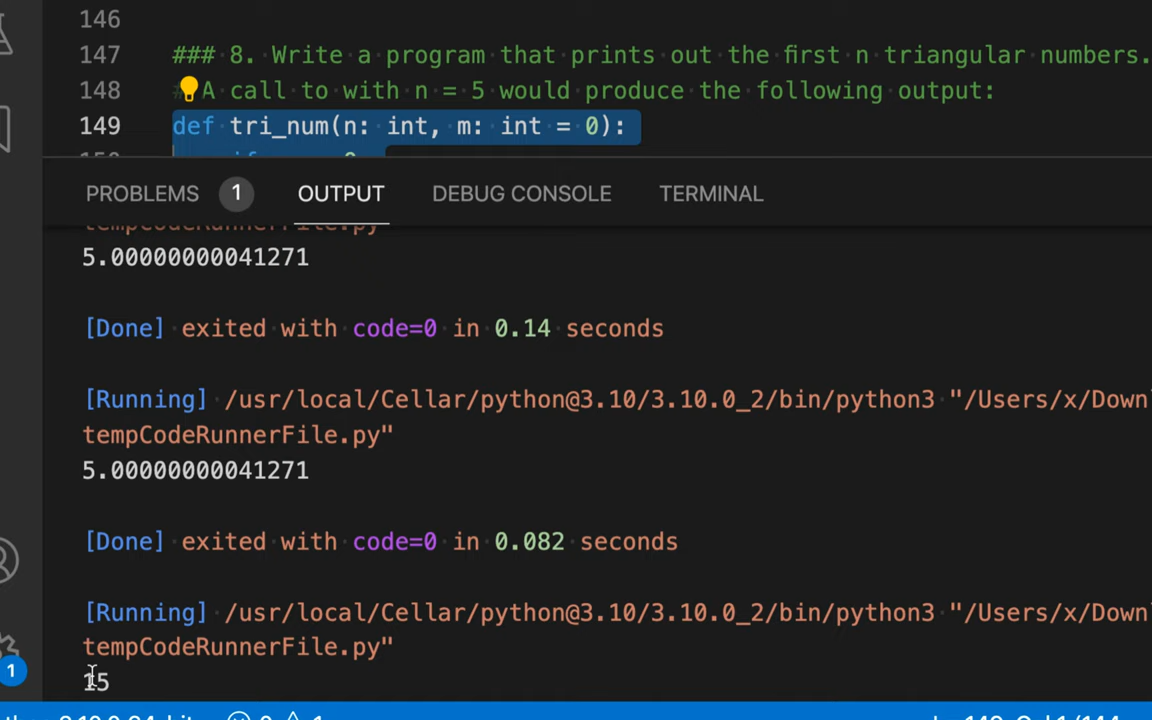 146
147 ### 8. Write a program that prints out the first n triangular numbers.
148 # A call to with n = 5 would produce the following output:
149 def tri_num(n: int, m: int = 0):
PROBLEMS 1 OUTPUT DEBUG CONSOLE TERMINAL
tempCodeRunnerFile.py"
5.00000000041271
[Done] exited with code=0 in 0.14 seconds
[Running] /usr/local/Cellar/python@3.10/3.10.0_2/bin/python3 "/Users/x/Down
tempCodeRunnerFile.py"
5.00000000041271
[Done] exited with code=0 in 0.082 seconds
[Running] /usr/local/Cellar/python@3.10/3.10.0_2/bin/python3 "/Users/x/Down
tempCodeRunnerFile.py"
15
1